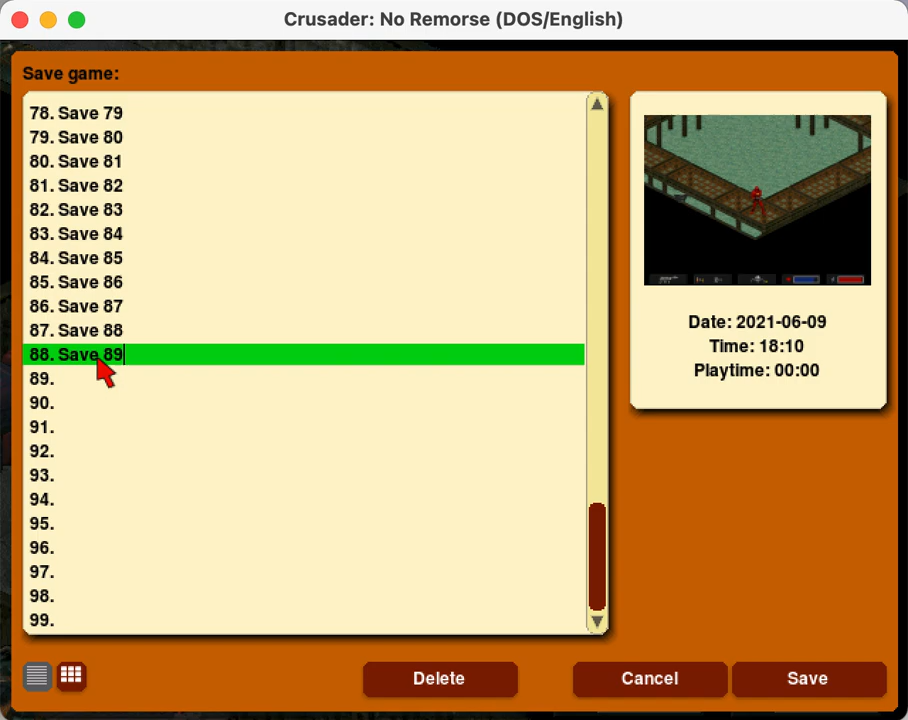 Crusader: No Remorse (DOS/English)
Save game:
78. Save 79
79. Save 80
80. Save 81
81. Save 82
82. Save 83
83. Save 84
84. Save 85
85. Save 86
86. Save 87
87. Save 88
88. Save 89
89.
90.
91.
92.
93.
94.
95.
96.
97.
98.
99.
Date: 2021-06-09
Time: 18:10
Playtime: 00:00
Delete
Cancel
Save